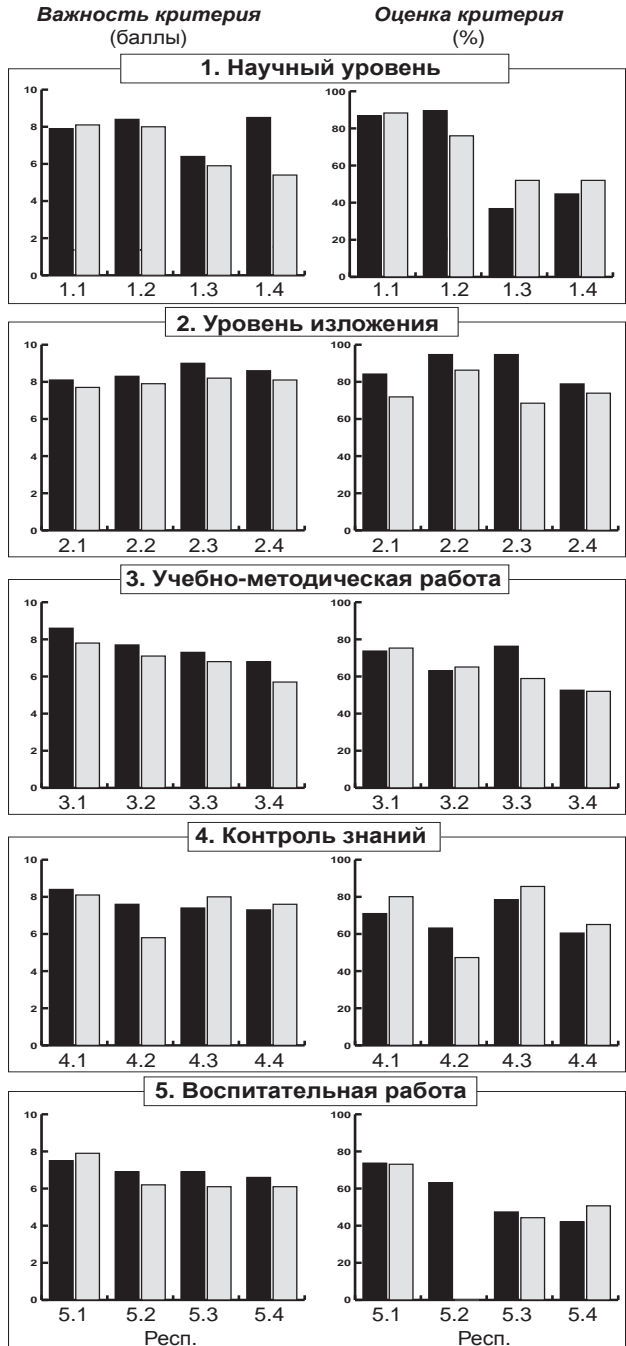 Важность критерия Оценка критерия
(баллы) (%)
1. Научный уровень
10 100
8 80
6 60
4 40
2 20
0 0
1.1 1.2 1.3 1.4 1.1 1.2 1.3 1.4
2. Уровень изложения
10 100
8 80
6 60
4 40
2 20
0 0
2.1 2.2 2.3 2.4 2.1 2.2 2.3 2.4
3. Учебно-методическая работа
10 100
8 80
6 60
4 40
2 20
0 0
3.1 3.2 3.3 3.4 3.1 3.2 3.3 3.4
4. Контроль знаний
10 100
8 80
6 60
4 40
2 20
0 0
4.1 4.2 4.3 4.4 4.1 4.2 4.3 4.4
5. Воспитательная работа
10 100
8 80
6 60
4 40
2 20
0 0
5.1 5.2 5.3 5.4 5.1 5.2 5.3 5.4
Респ. Респ.